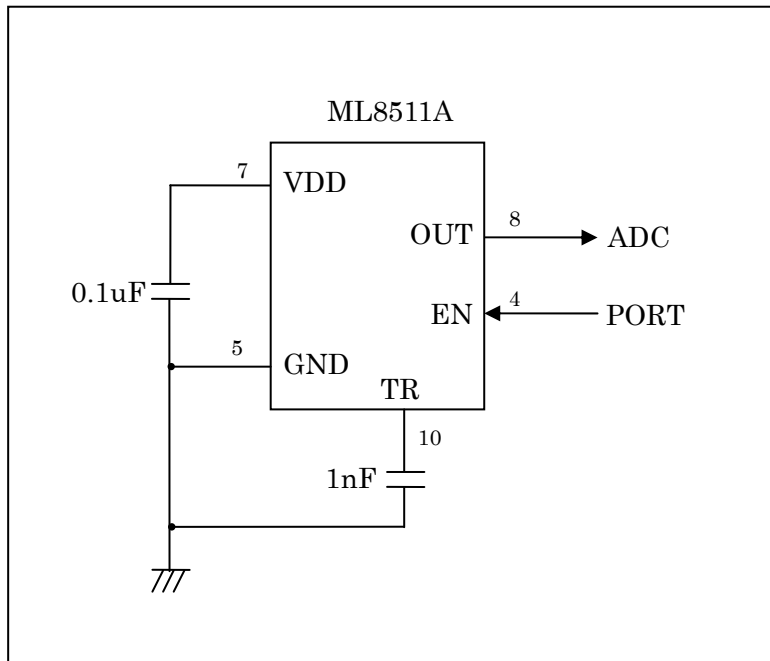 ML8511A
7
VDD
OUT
8
ADC
0.1uF
EN
4
PORT
5
GND
TR
10
1nF